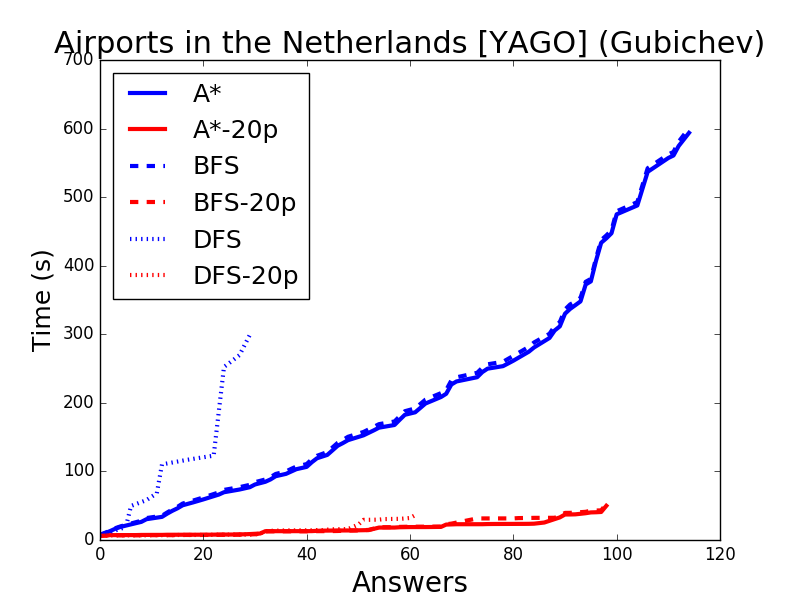 Airports in the Netherlands [YAGO] (Gubichev)
700
600
500
400
300
200
100
0
Time (s)
A*
A*-20p
BFS
BFS-20p
DFS
DFS-20p
0 20 40 60 80 100 120
Answers